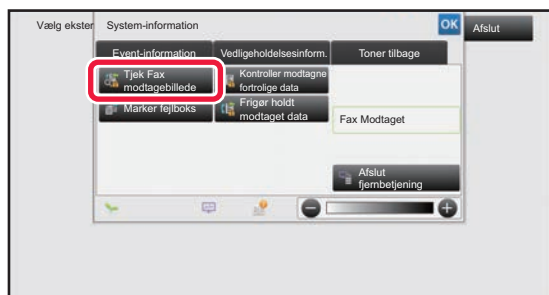 Vælg ekster
System-information
OK
Afslut
Event-information
Vedligeholdelsesinform.
Toner tilbage
Tjek Fax
modtagebillede
Kontroller modtagne
fortrolige data
Marker fejlboks
Frigør holdt
modtaget data
Fax Modtaget
Afslut
fjernbetjening